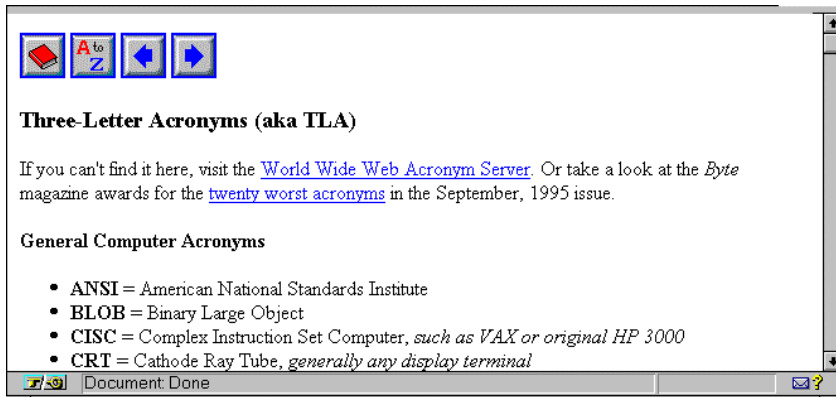 A to Z
Three-Letter Acronyms (aka TLA)
If you can't find it here, visit the World Wide Web Acronym Server. Or take a look at the Byte
magazine awards for the twenty worst acronyms in the September, 1995 issue.
General Computer Acronyms
• ANSI = American National Standards Institute
• BLOB = Binary Large Object
• CISC = Complex Instruction Set Computer, such as VAX or original HP 3000
• CRT = Cathode Ray Tube, generally any display terminal
Document: Done
?